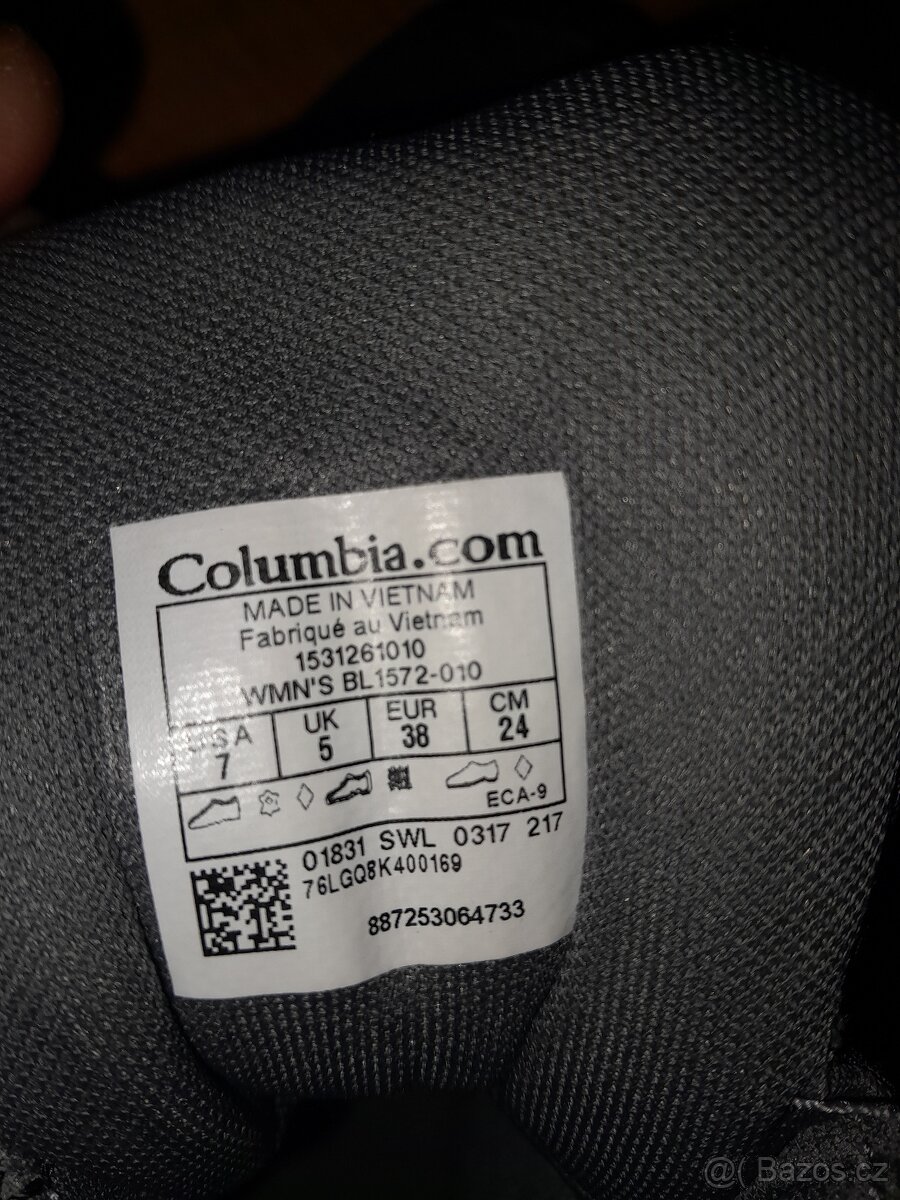 Columbia.com
MADE IN VIETNAM
Fabriqué au Vietnam
1531261010
WMN'S BL1572-010
USA UK EUR CM
7 5 38 24
ECA-9
01831 SWL 0317 217
76LGQ8K400169
887253064733
@( Bazos.cz